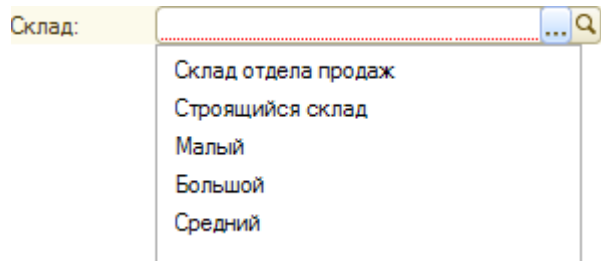 Склад:
...
Склад отдела продаж
Строящийся склад
Малый
Большой
Средний